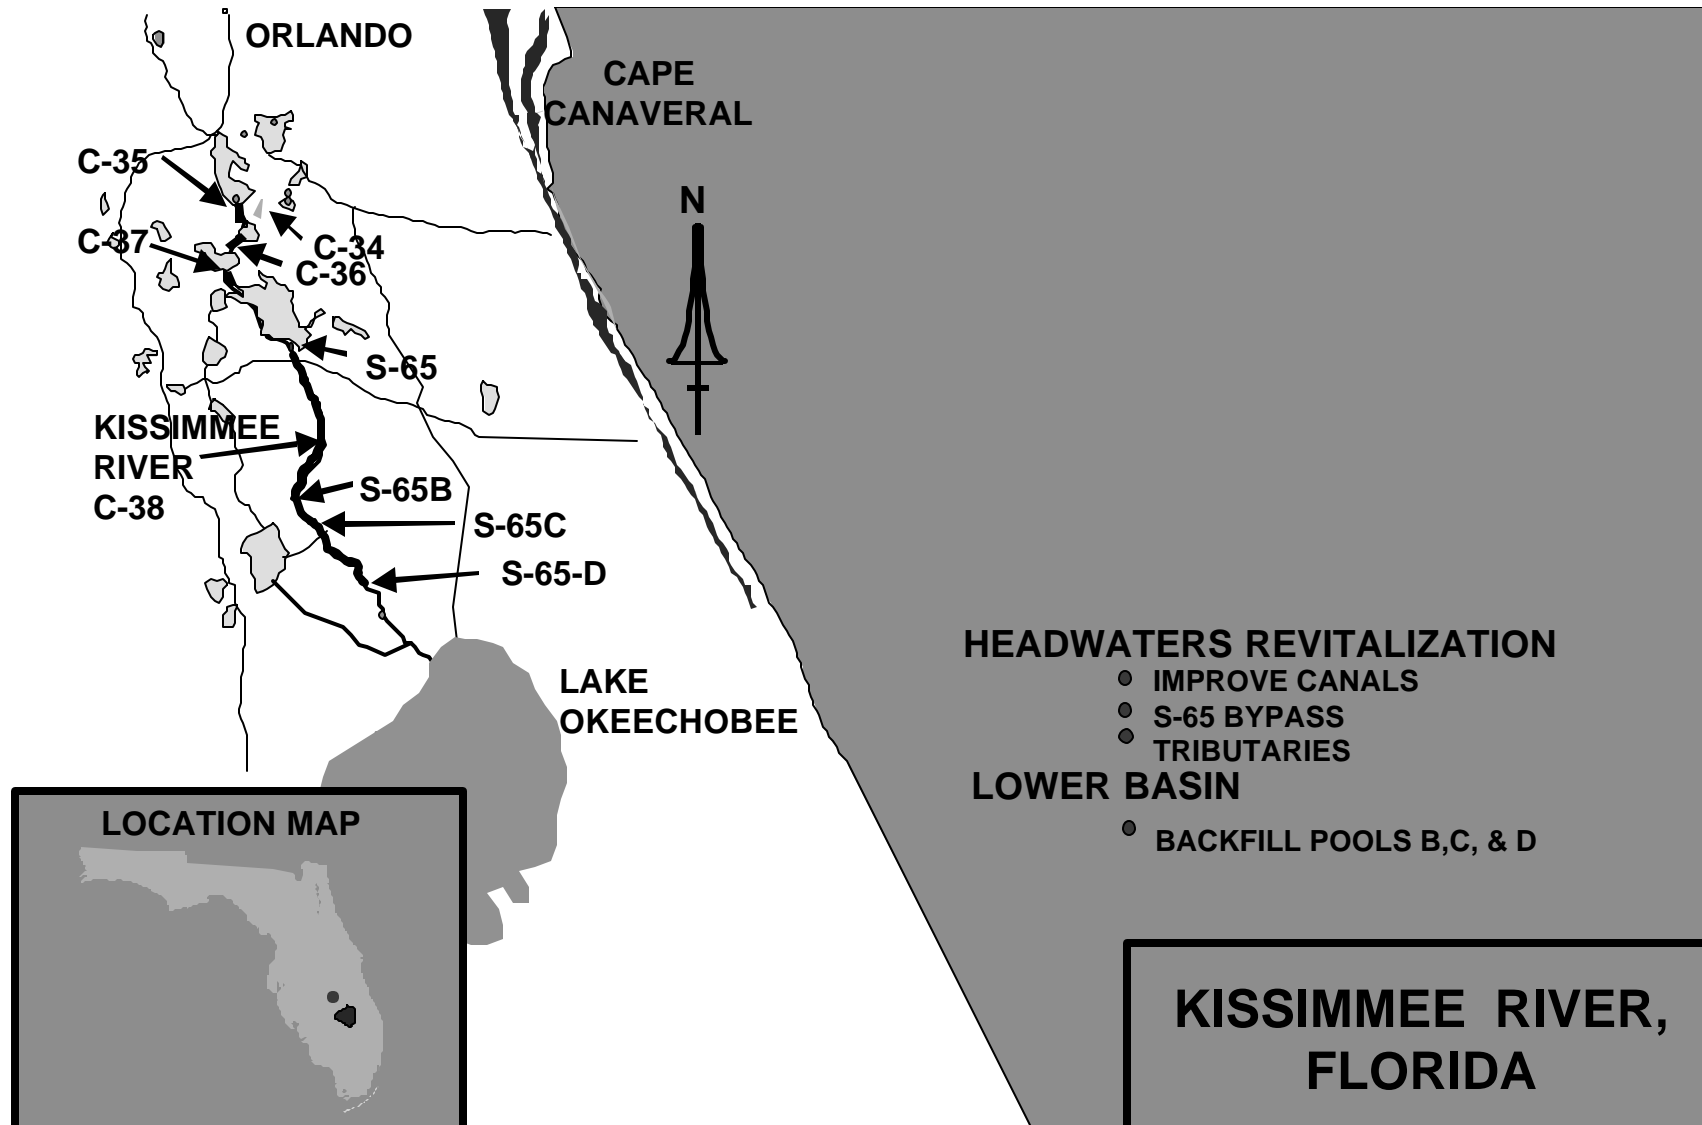 ORLANDO
CAPE
CANAVERAL
C-35
N
C-37
C-34
C-36
S-65
KISSIMMEE
RIVER
C-38
S-65B
S-65C
S-65-D
LAKE
OKEECHOBEE
HEADWATERS REVITALIZATION
IMPROVE CANALS
S-65 BYPASS
TRIBUTARIES
LOWER BASIN
BACKFILL POOLS B,C, & D
LOCATION MAP
KISSIMMEE RIVER,
FLORIDA